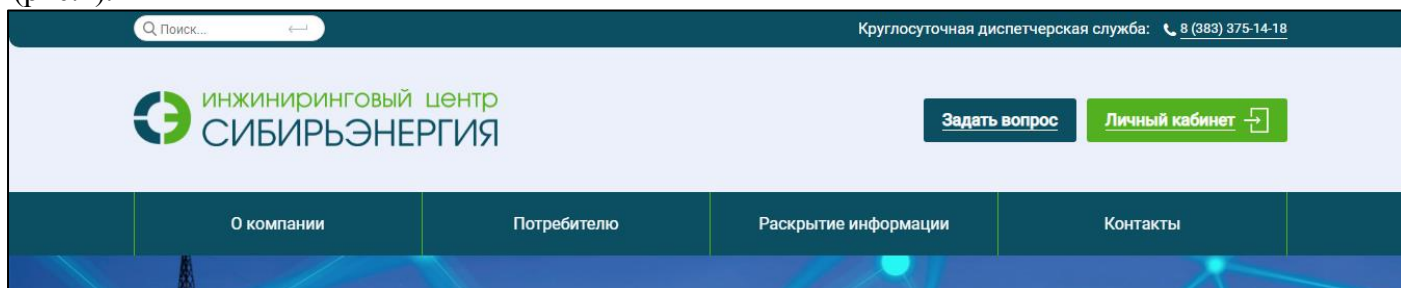 Поиск...
Круглосуточная диспетчерская служба: 8 (383) 375-14-18
инжиниринговый центр
СИБИРЬЭНЕРГИЯ
Задать вопрос
Личный кабинет
О компании
Потребителю
Раскрытие информации
Контакты